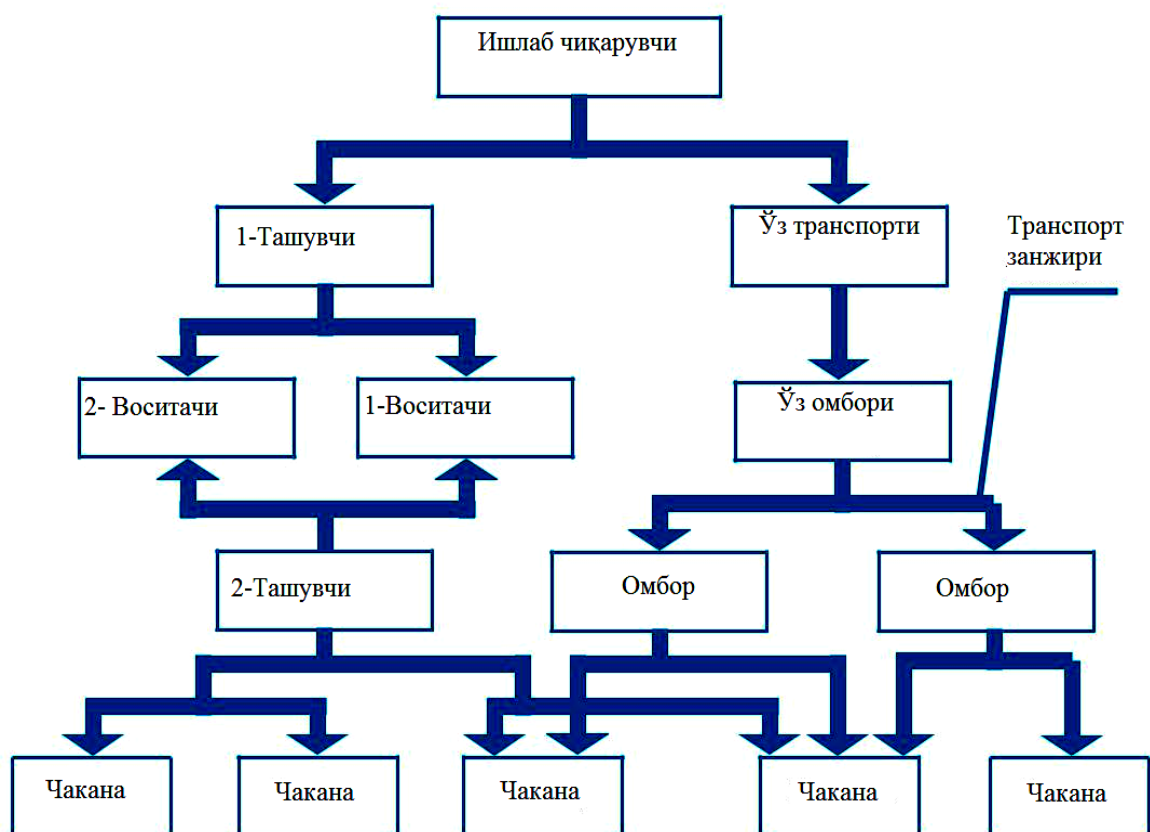 Ишлаб чиқарувчи
1-Ташувчи
Ўз транспорти
Транспорт
занжири
2- Воситачи
1-Воситачи
Ўз омбори
2-Ташувчи
Омбор
Омбор
Чакана
Чакана
Чакана
Чакана
Чакана